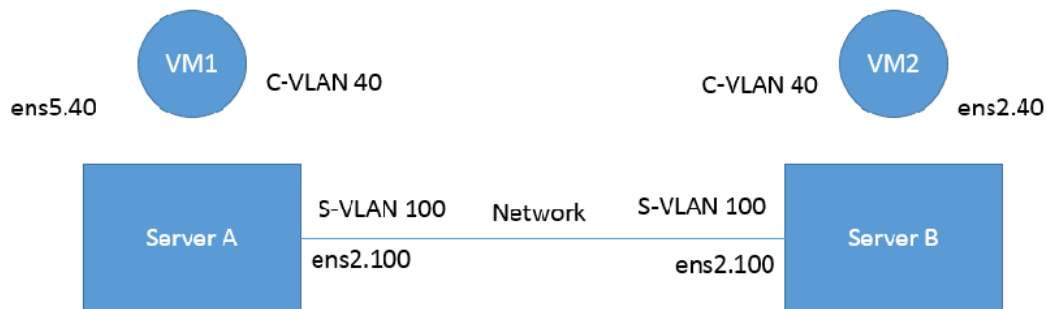 VM1
C-VLAN 40
ens5.40
VM2
C-VLAN 40
ens2.40
Server A
S-VLAN 100
ens2.100
Network
S-VLAN 100
ens2.100
Server B